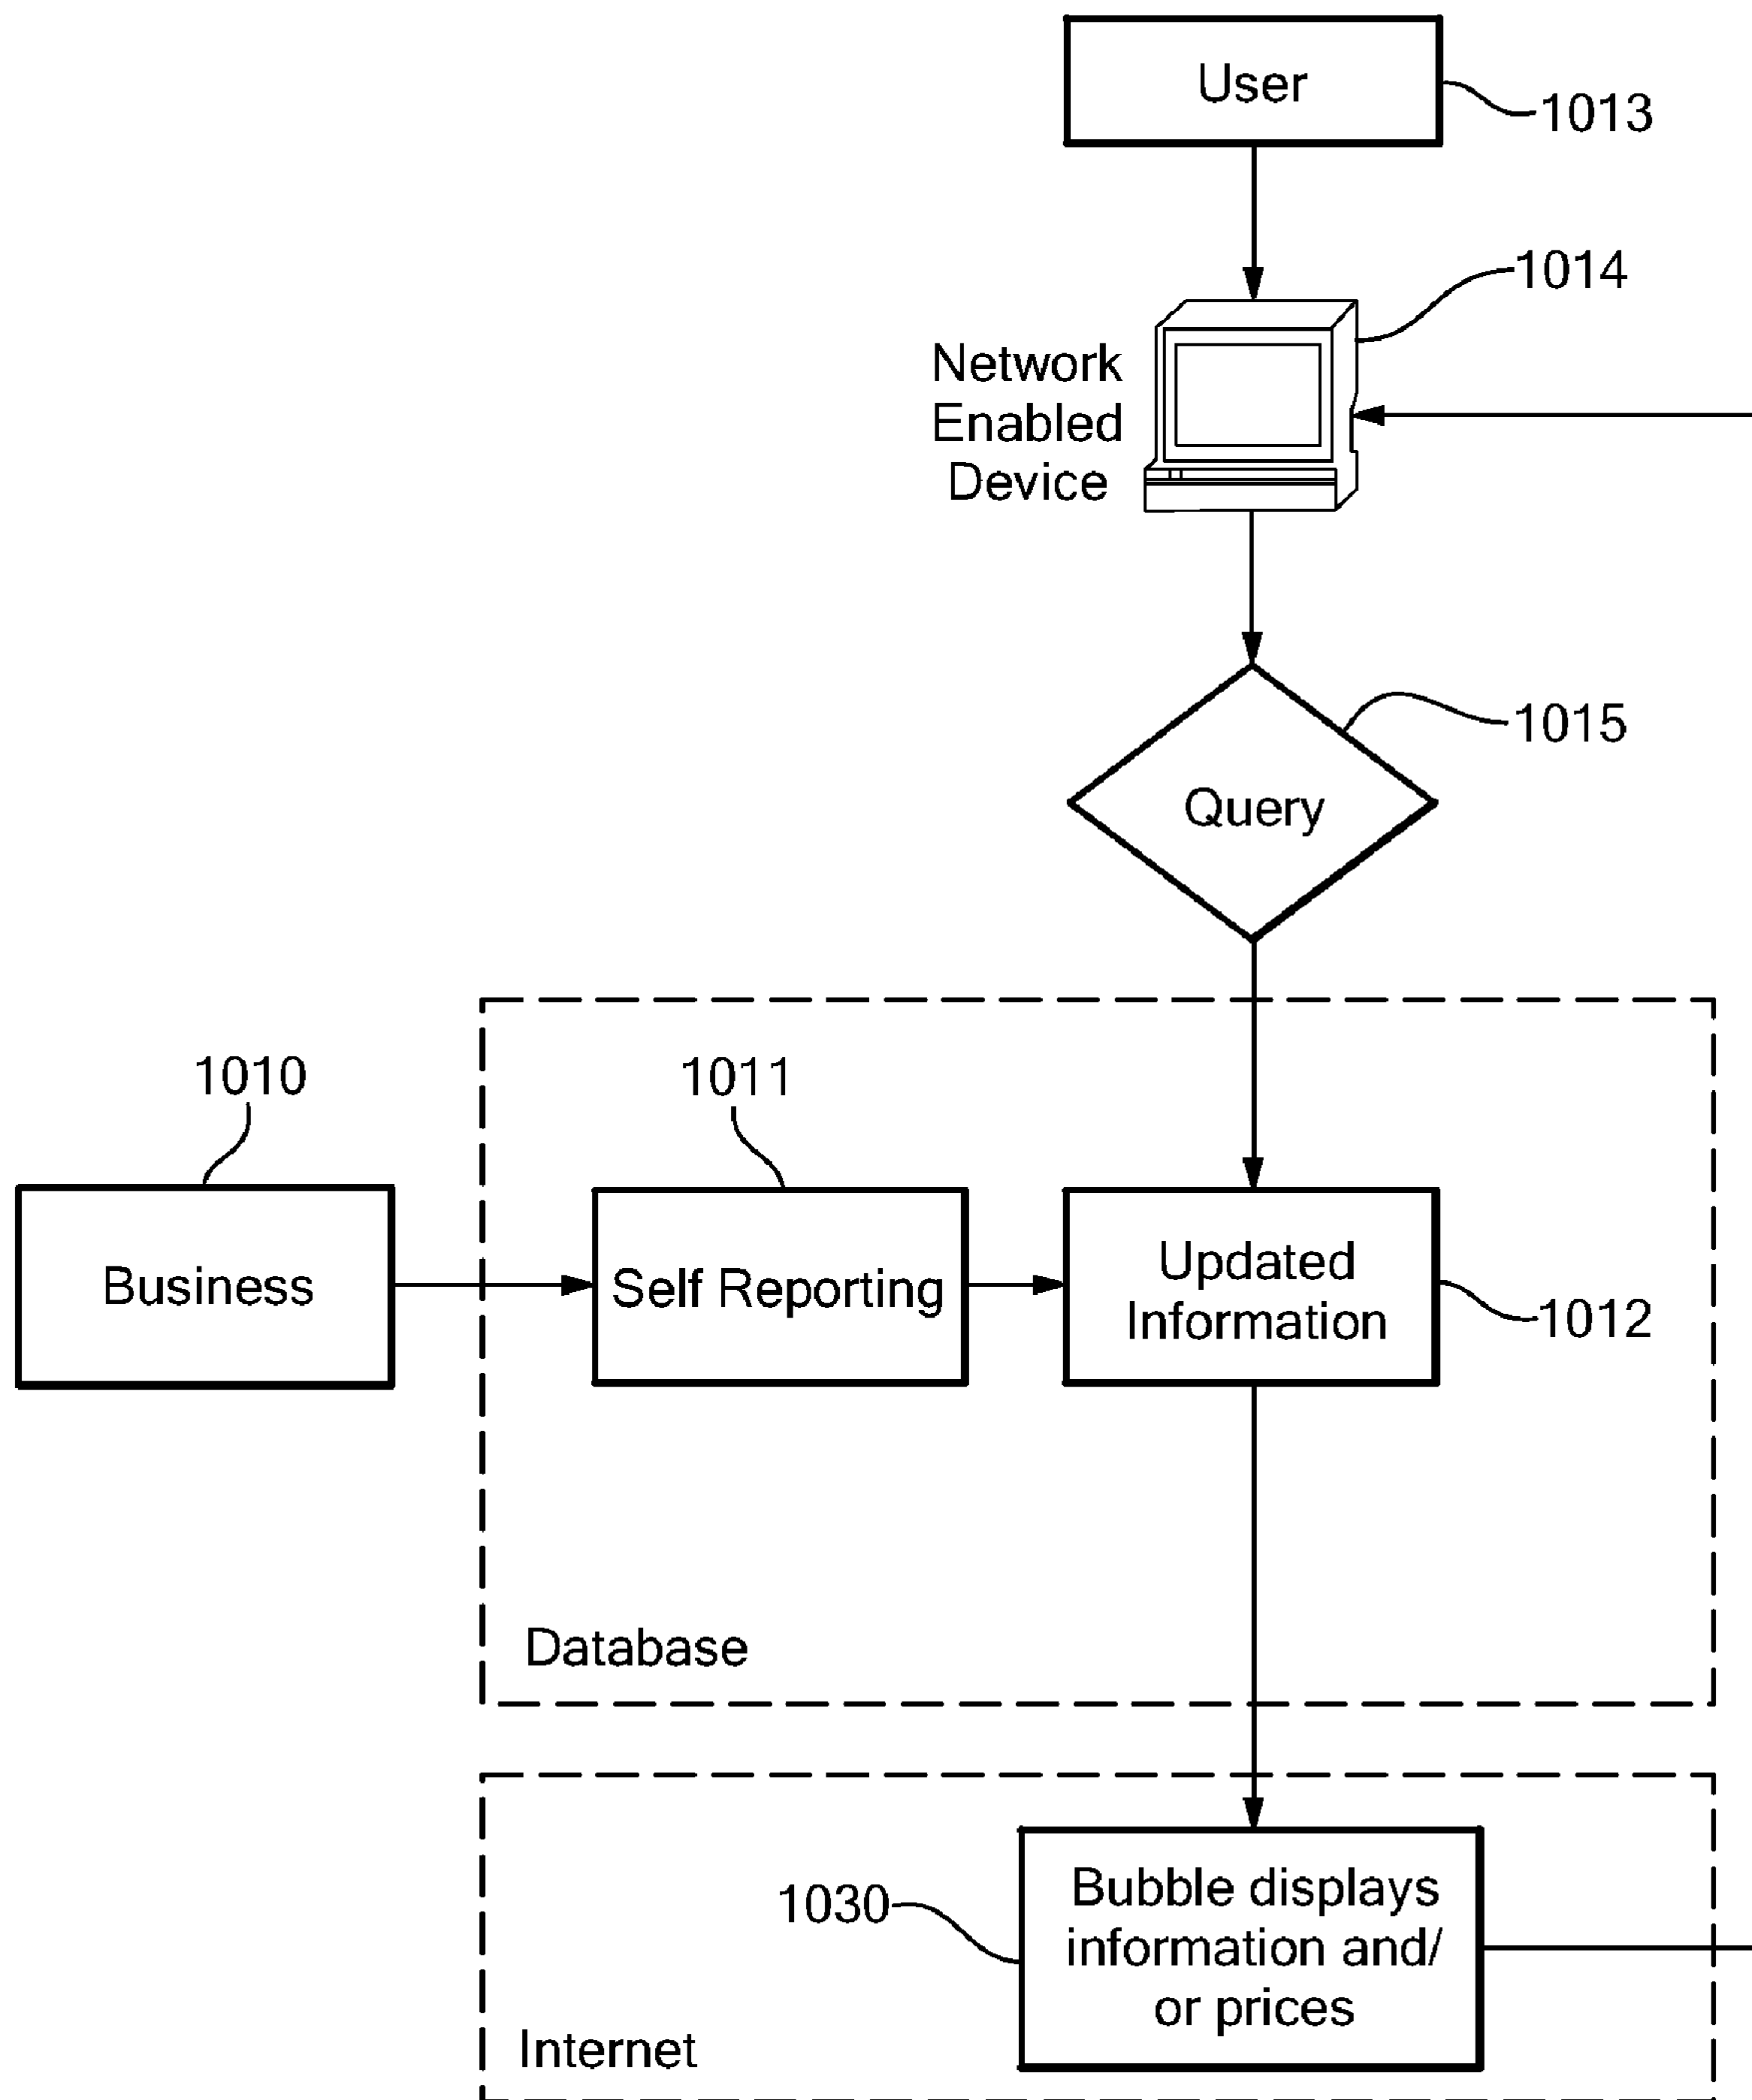 User
1013
1014
Network
Enabled
Device
1015
Query
1010
1011
Business
Self Reporting
Updated
Information
1012
Database
1030
Bubble displays
information and/
or prices
Internet